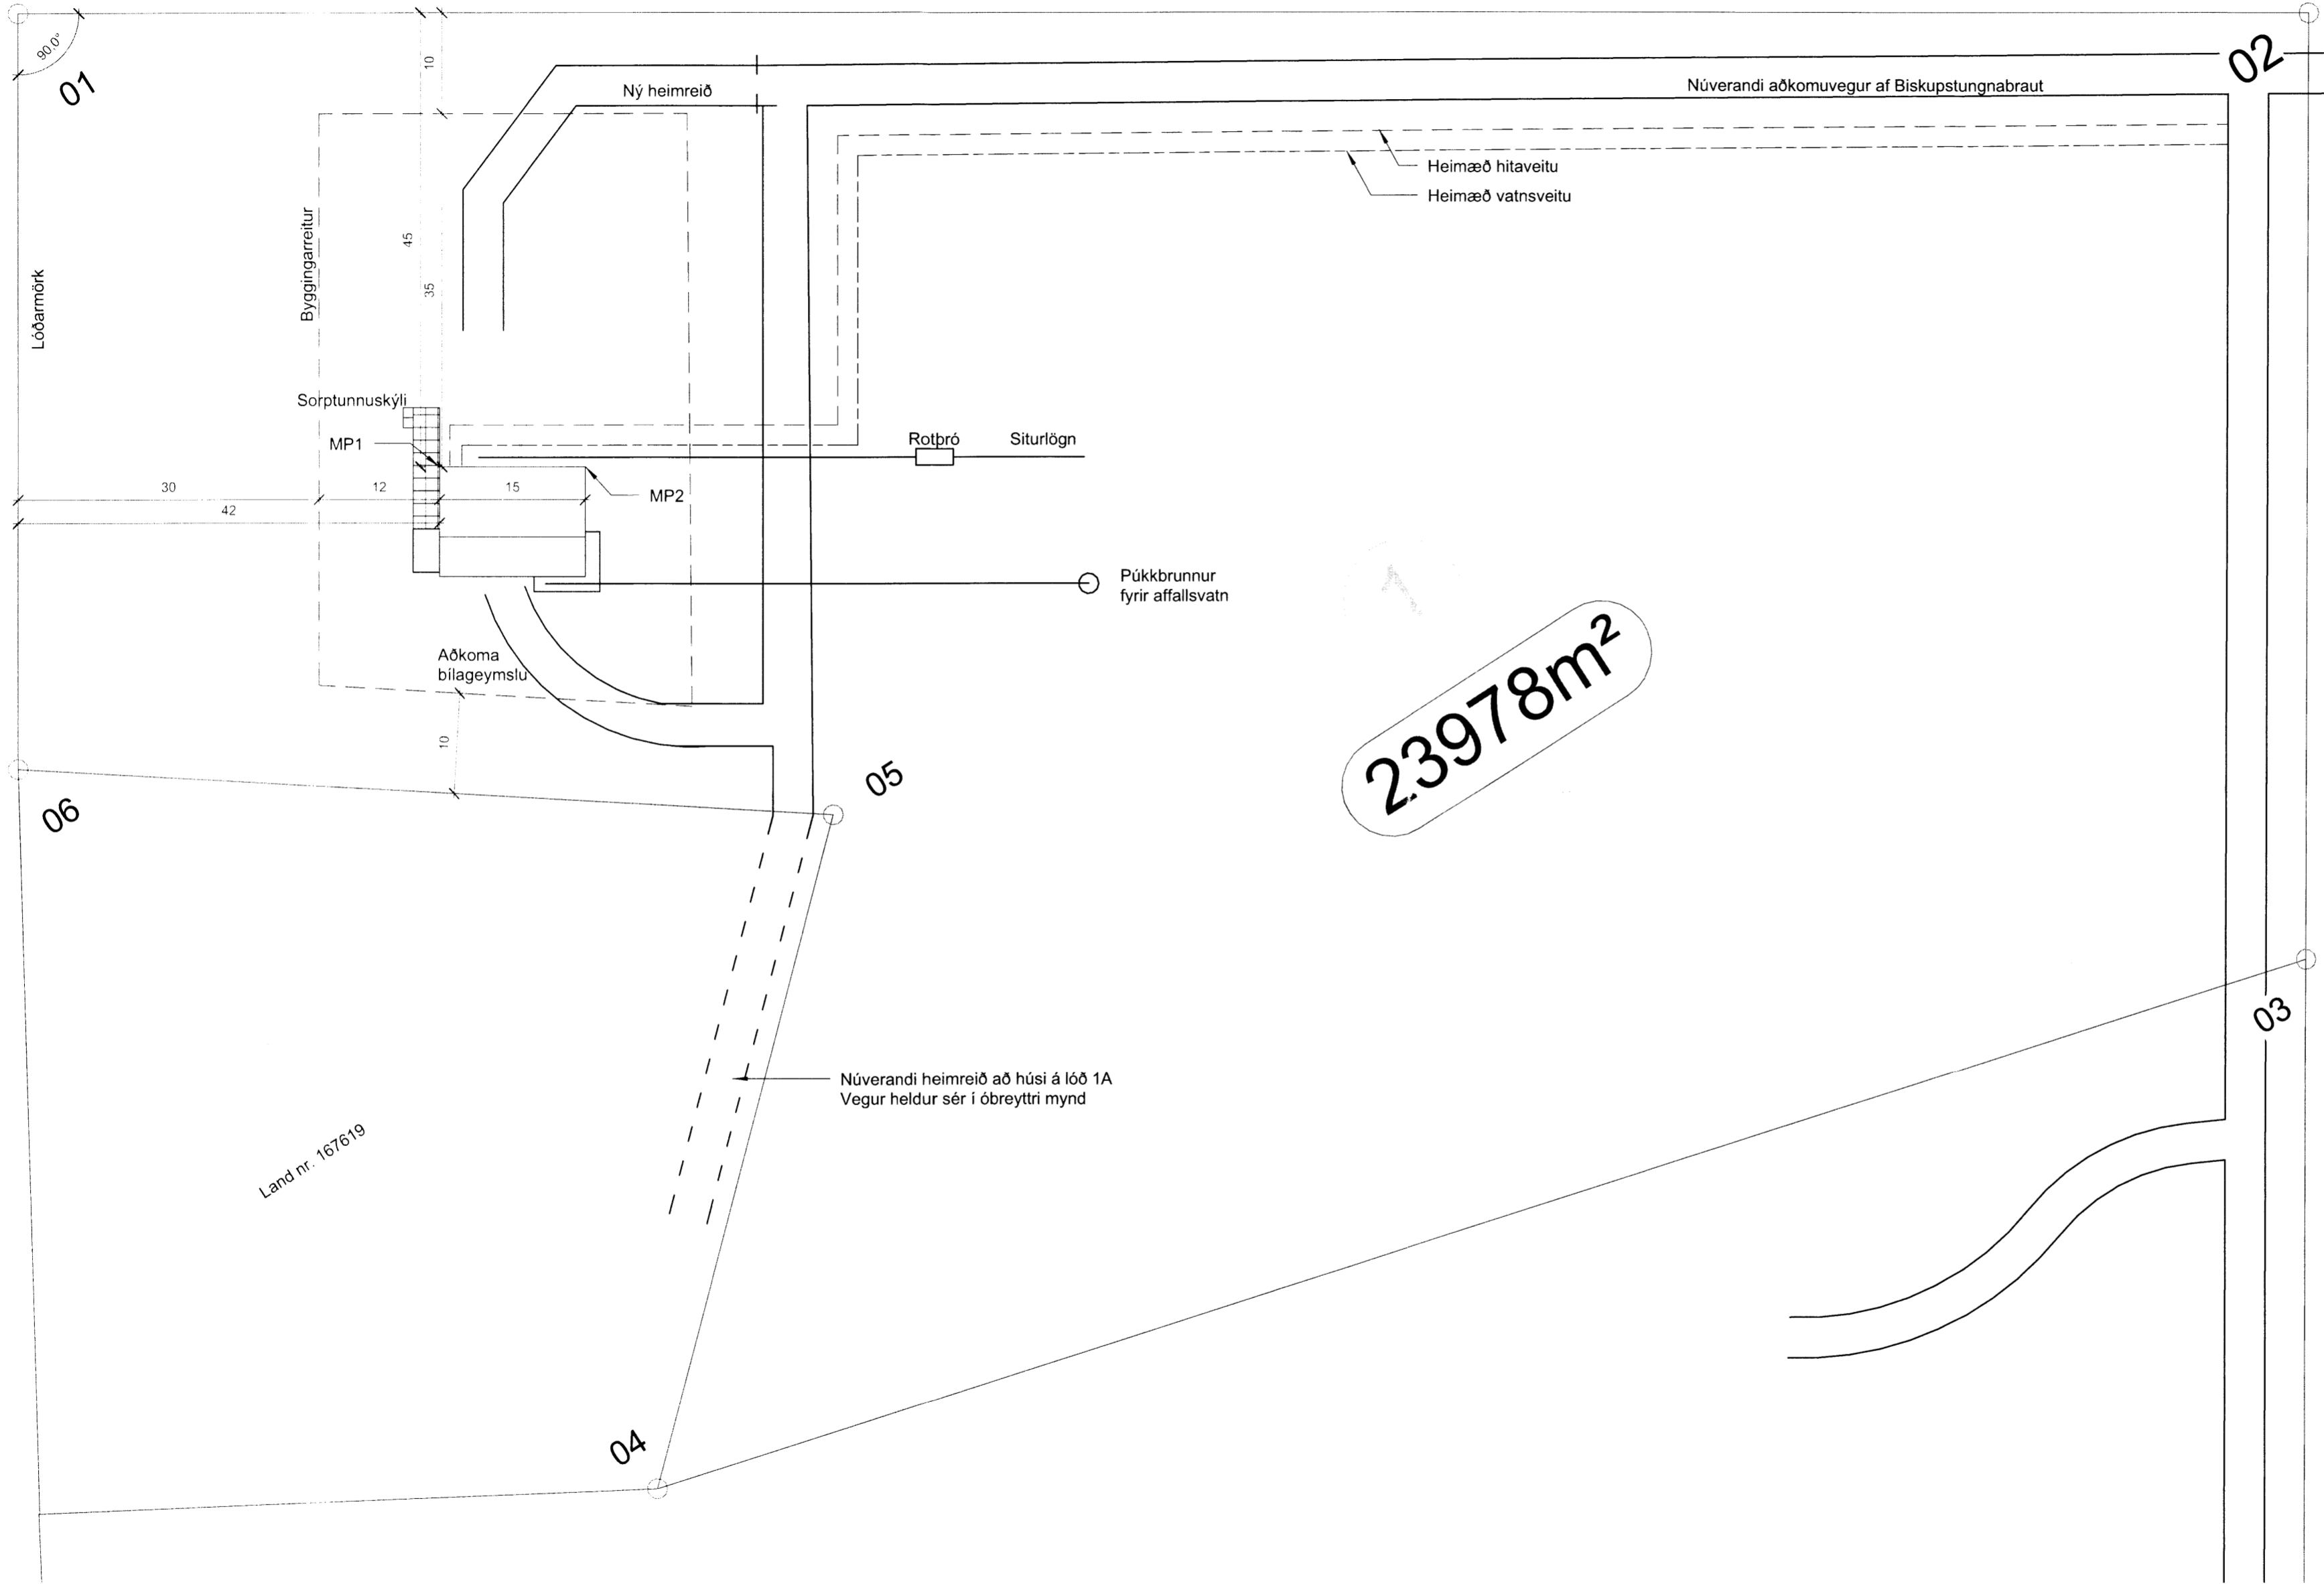 90,0°
01
02
10
Ný heimreið
Núverandi aðkomuvegur af Biskupstungnabraut
Heimæð hitaveitu
Heimæð vatnsveitu
Byggingarreitur
45
35
Lóðarmörk
Sorptunnuskýli
MP1
Rotþró
Siturlögn
30
12
15
MP2
42
Púkkbrunnur
fyrir affallsvatn
23978m²
Aðkoma
bílageymslu
10
05
06
03
Núverandi heimreið að húsi á lóð 1A
Vegur heldur sér í óbreyttri mynd
Land nr. 167619
04